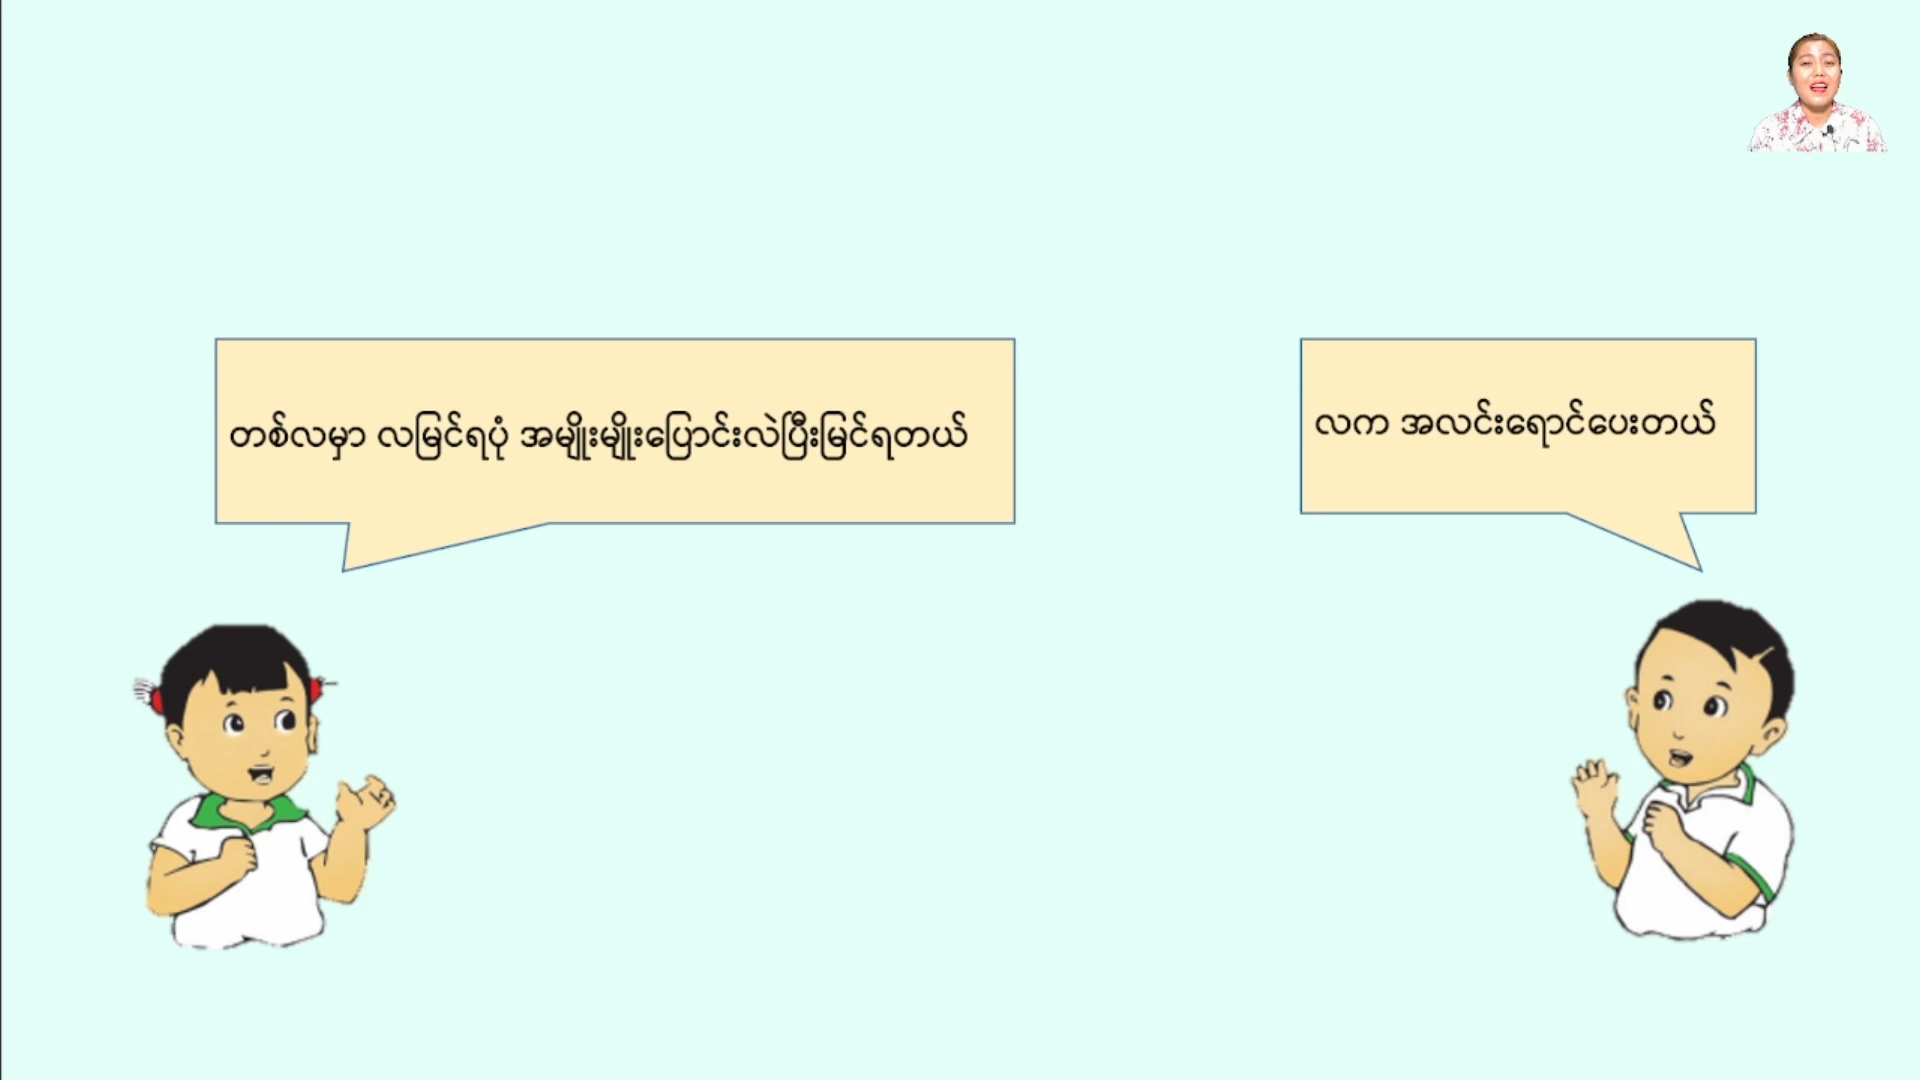 တစ်လမှာ လမြင်ရပုံ အမျိုးမျိုးပြောင်းလဲပြီးမြင်ရတယ်
လက အလင်းရောင်ပေးတယ်